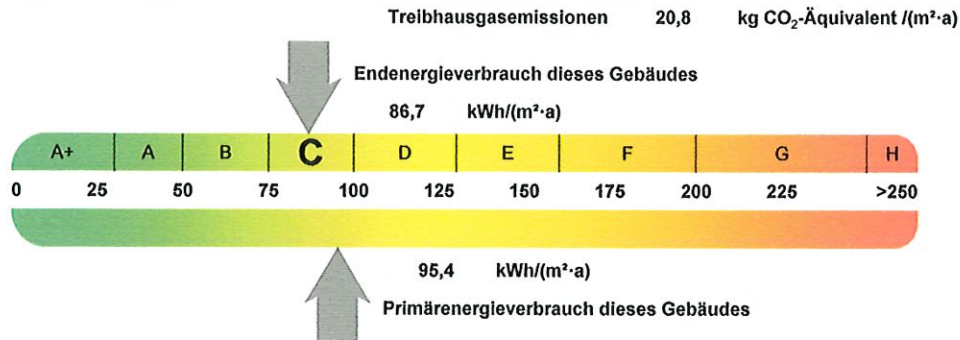 Treibhausgasemissionen 20,8 kg CO₂-Äquivalent /(m²·a)
Endenergieverbrauch dieses Gebäudes
86,7 kWh/(m²·a)
A+ A B C D E F G H
0 25 50 75 100 125 150 175 200 225 >250
95,4 kWh/(m²·a)
Primärenergieverbrauch dieses Gebäudes